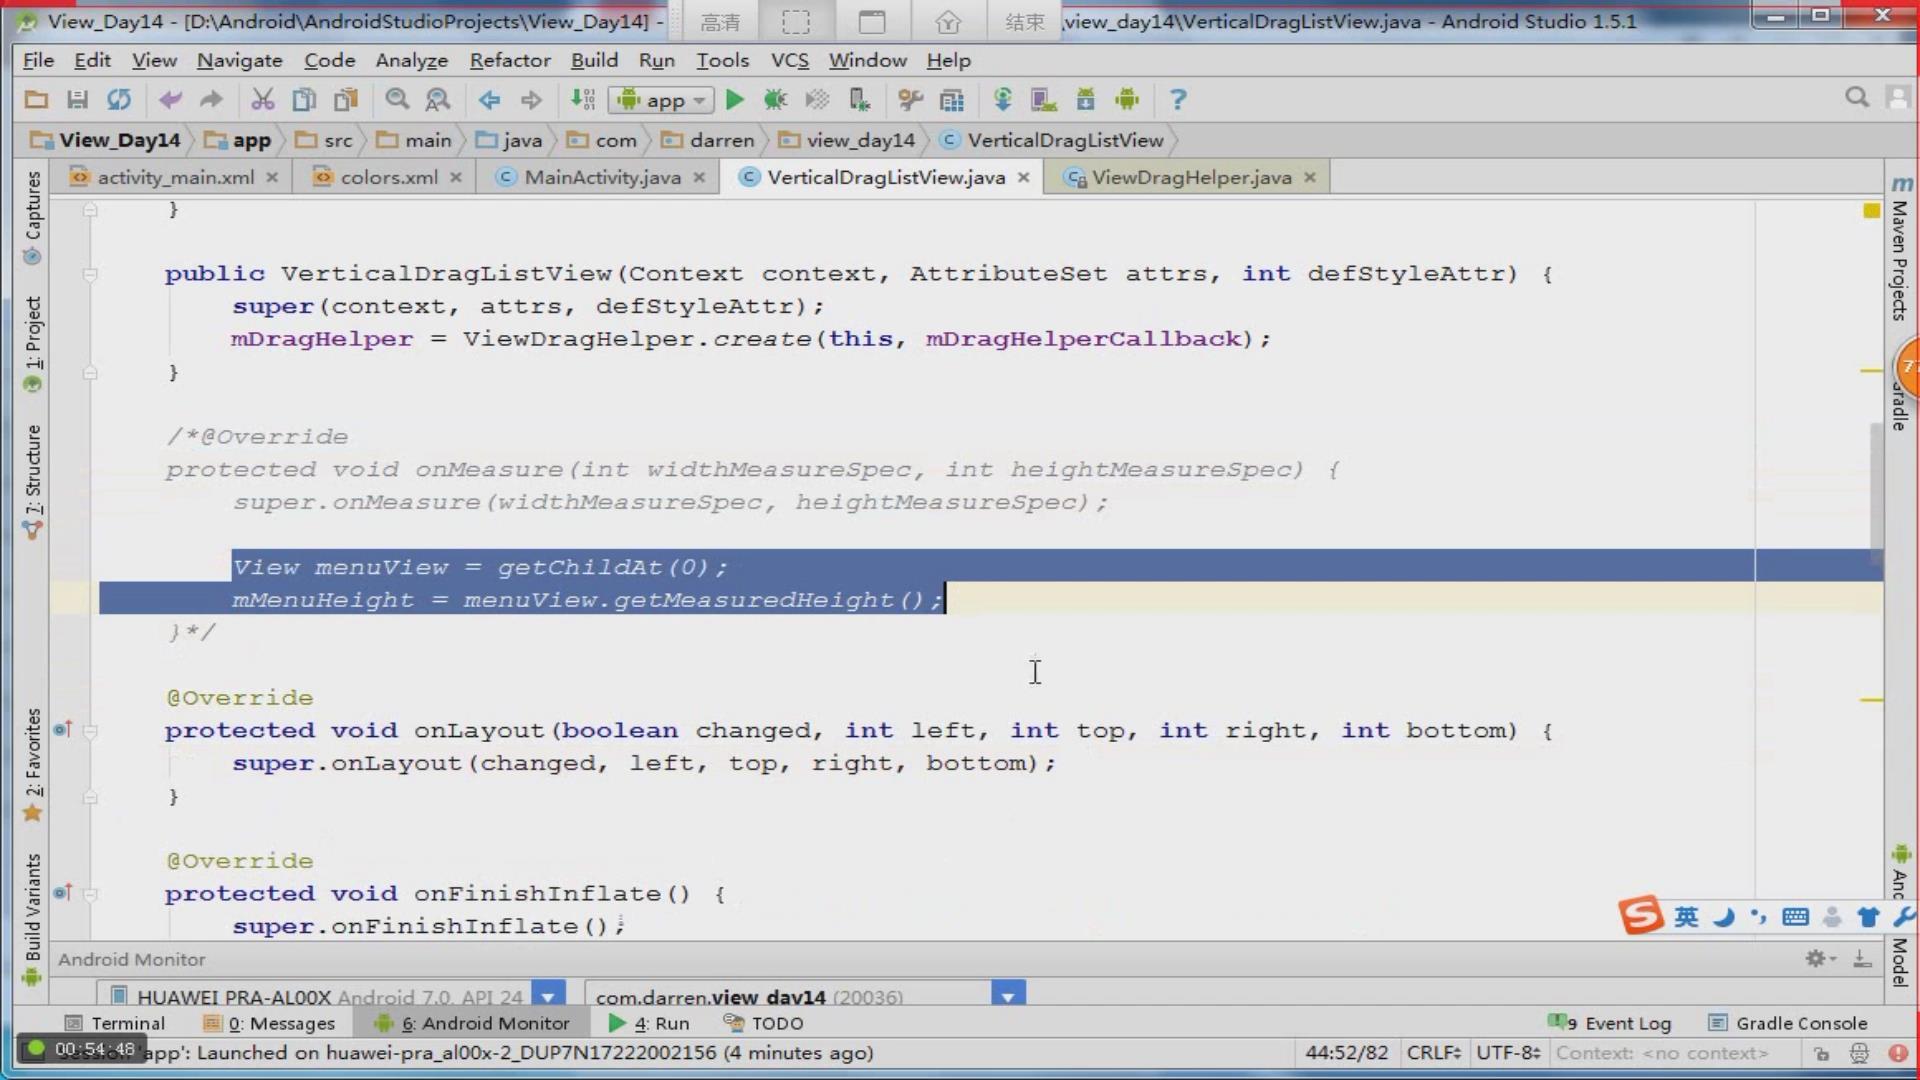 View_Day14 - [D:\Android\AndroidStudioProjects\View_Day14] - 高清 结束 \view_day14\VerticalDragListView.java - Android Studio 1.5.1
File Edit View Navigate Code Analyze Refactor Build Run Tools VCS Window Help
app
View_Day14 app src main java com darren view_day14 VerticalDragListView
activity_main.xml colors.xml MainActivity.java VerticalDragListView.java ViewDragHelper.java
Captures
1: Project
7: Structure
2: Favorites
Build Variants
}
public VerticalDragListView(Context context, AttributeSet attrs, int defStyleAttr) {
super(context, attrs, defStyleAttr);
mDragHelper = ViewDragHelper.create(this, mDragHelperCallback);
}
/*@Override
protected void onMeasure(int widthMeasureSpec, int heightMeasureSpec) {
super.onMeasure(widthMeasureSpec, heightMeasureSpec);
View menuView = getChildAt(0);
mMenuHeight = menuView.getMeasuredHeight();
}*/
@Override
protected void onLayout(boolean changed, int left, int top, int right, int bottom) {
super.onLayout(changed, left, top, right, bottom);
}
@Override
protected void onFinishInflate() {
super.onFinishInflate();
Maven Projects
英
Model
Android Monitor
HUAWEI PRA-AL00X Android 7.0, API 24 com.darren.view_day14 (20036)
Terminal 0: Messages 6: Android Monitor 4: Run TODO 9 Event Log Gradle Console
00:54:48 'app': Launched on huawei-pra_al00x-2_DUP7N17222002156 (4 minutes ago) 44:52/82 CRLF UTF-8 Context: <no context>